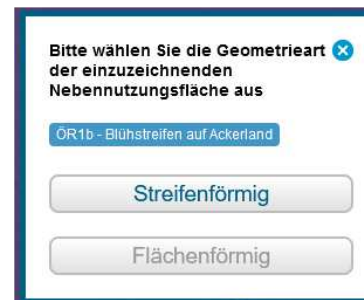 Bitte wählen Sie die Geometrieart
der einzuzeichnenden
Nebennutzungsfläche aus
ÖR1b - Blühstreifen auf Ackerland
Streifenförmig
Flächenförmig